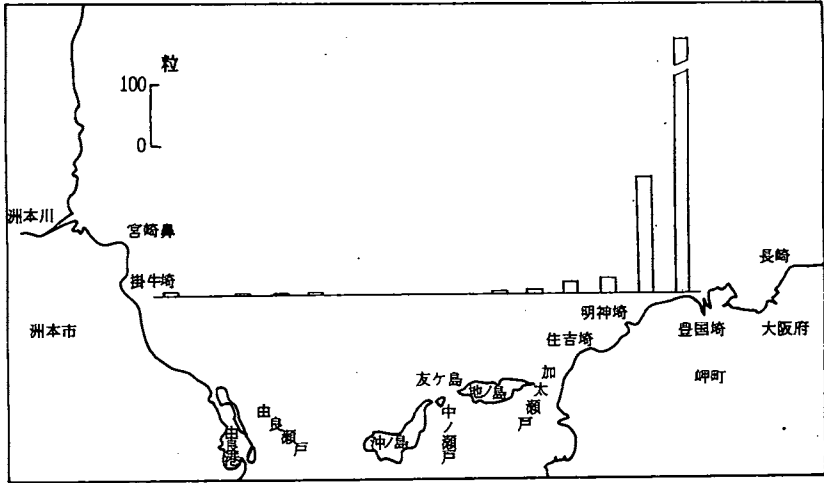 粒
100
0
洲本川
宮崎鼻
掛牛埼
洲本市
長崎
明神埼
豊国埼
大阪府
住吉埼
岬町
友ケ島
地ノ島
加太瀬戸
中ノ瀬戸
沖ノ島
由良瀬戸
由良港